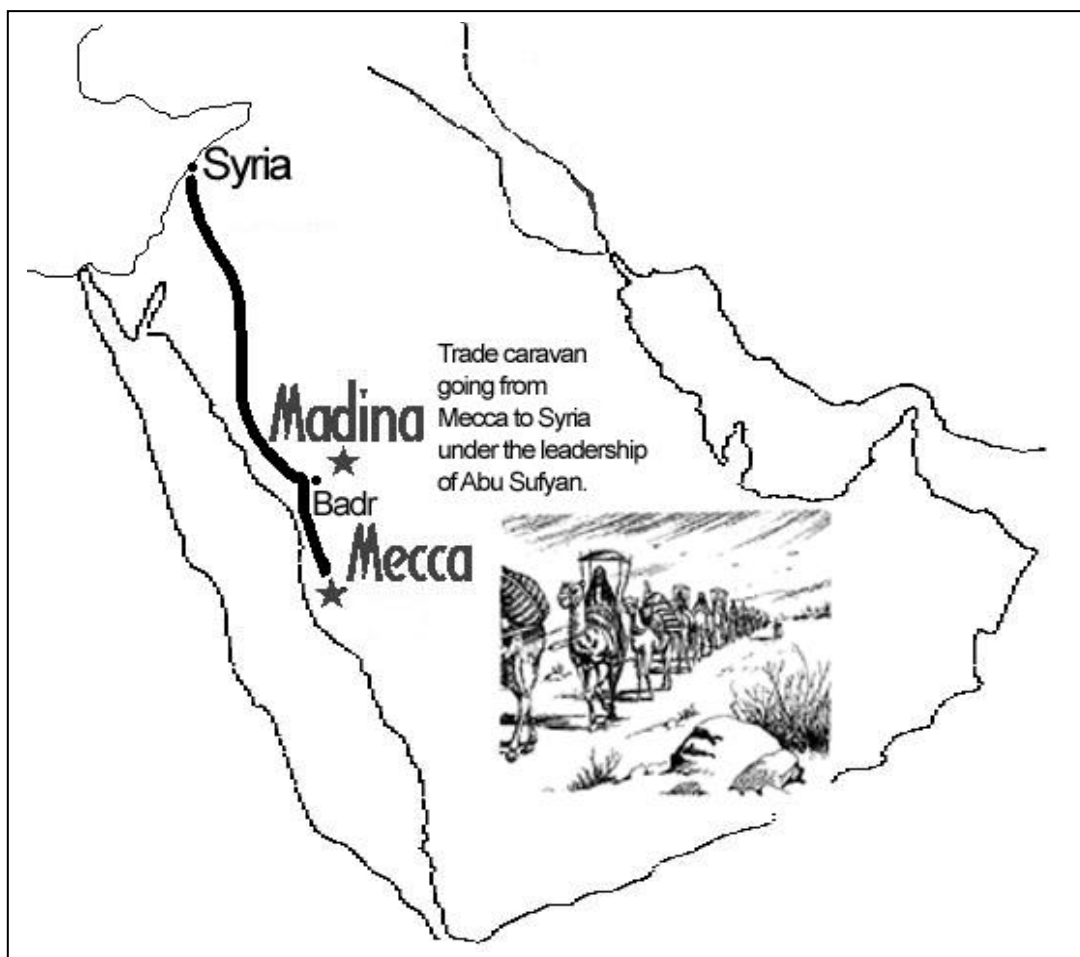 Syria
Trade caravan
going from
Mecca to Syria
under the leadership
of Abu Sufyan.
Madina
Badr
Mecca